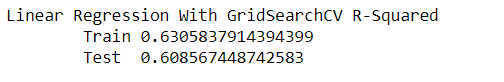 Linear Regression With GridSearchCV R-Squared
Train 0.6305837914394399
Test 0.608567448742583